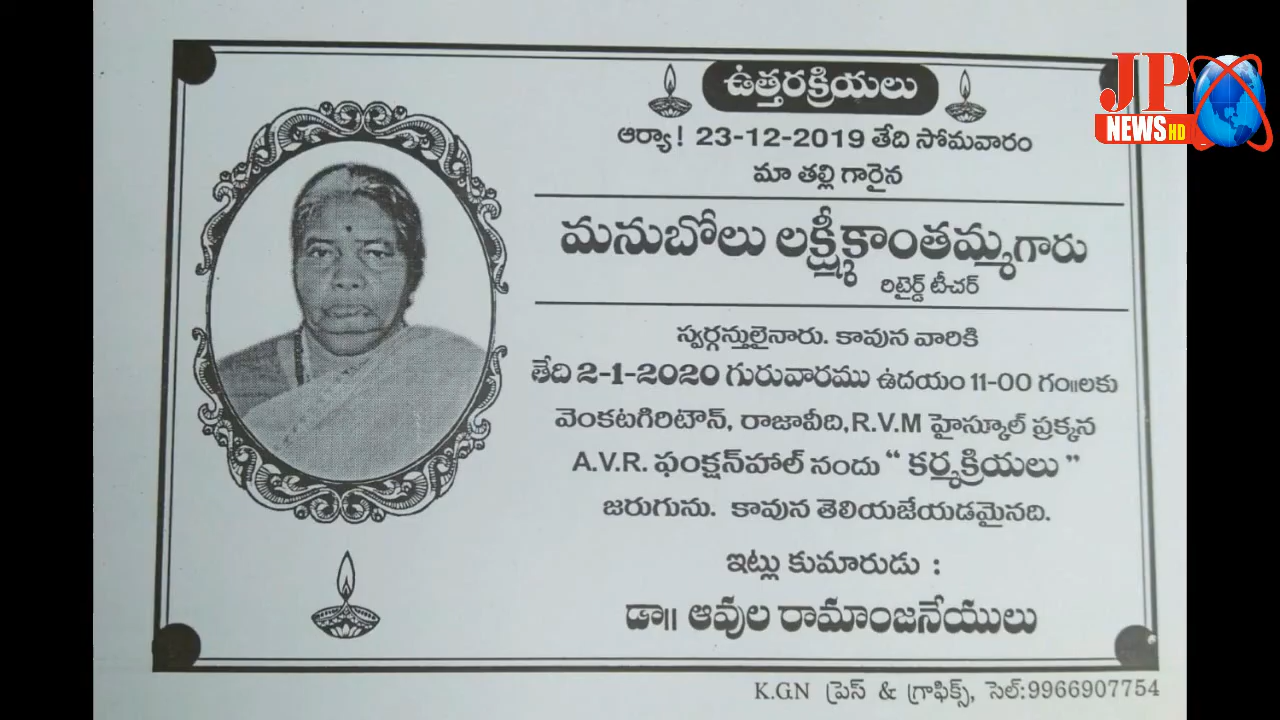 ఉత్తరక్రియలు
ఆర్యా! 23-12-2019 తేది సోమవారం
మా తల్లి గారైన
మనుబోలు లక్ష్మీకాంతమ్మగారు
రిటైర్డ్ టీచర్
స్వర్గస్తులైనారు. కావున వారికి
తేది 2-1-2020 గురువారము ఉదయం 11-00 గం॥లకు
వెంకటగిరిటౌన్, రాజావీది,R.V.M హైస్కూల్ ప్రక్కన
A.V.R. ఫంక్షన్‌హాల్ నందు “ కర్మక్రియలు ”
జరుగును. కావున తెలియజేయడమైనది.
ఇట్లు కుమారుడు :
డా॥ ఆవుల రామాంజనేయులు
K.GN ప్రెస్ & గ్రాఫిక్స్, సెల్:9966907754
JP
NEWS HD